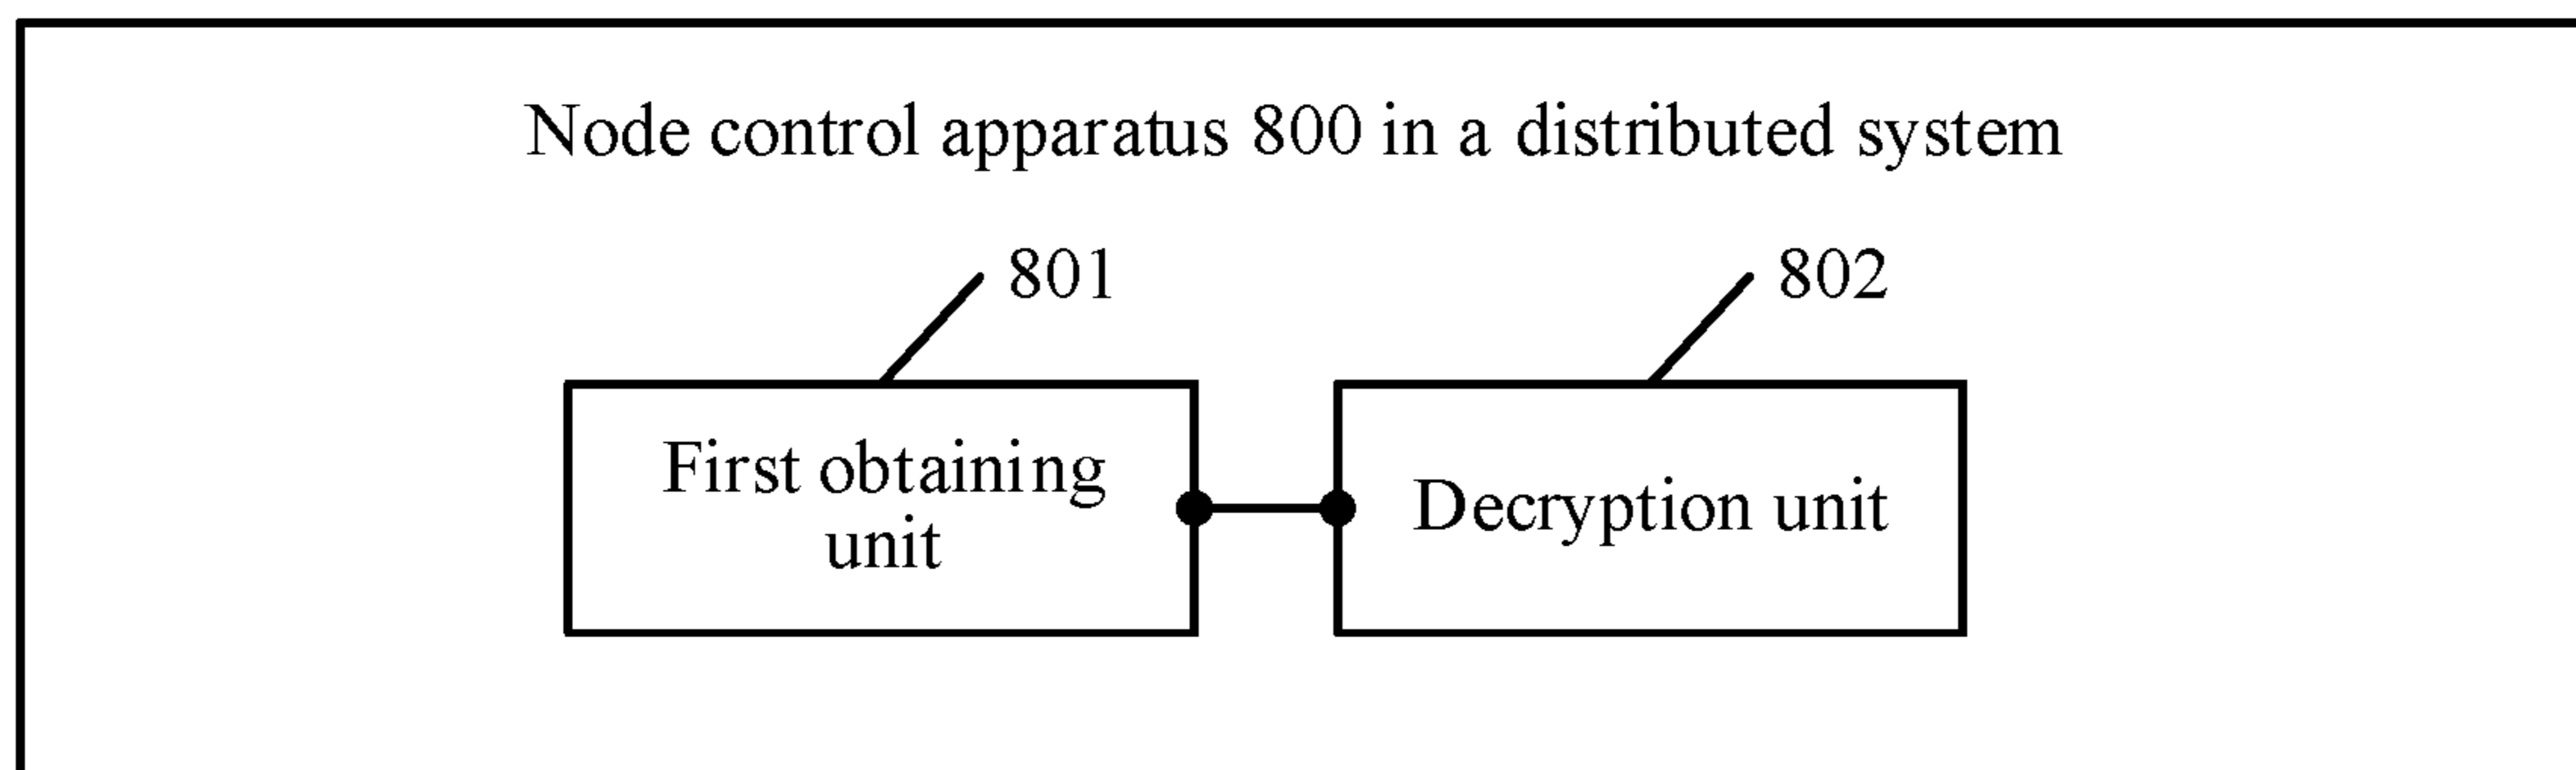 Node control apparatus 800 in a distributed system
801
802
First obtaining
unit
Decryption unit